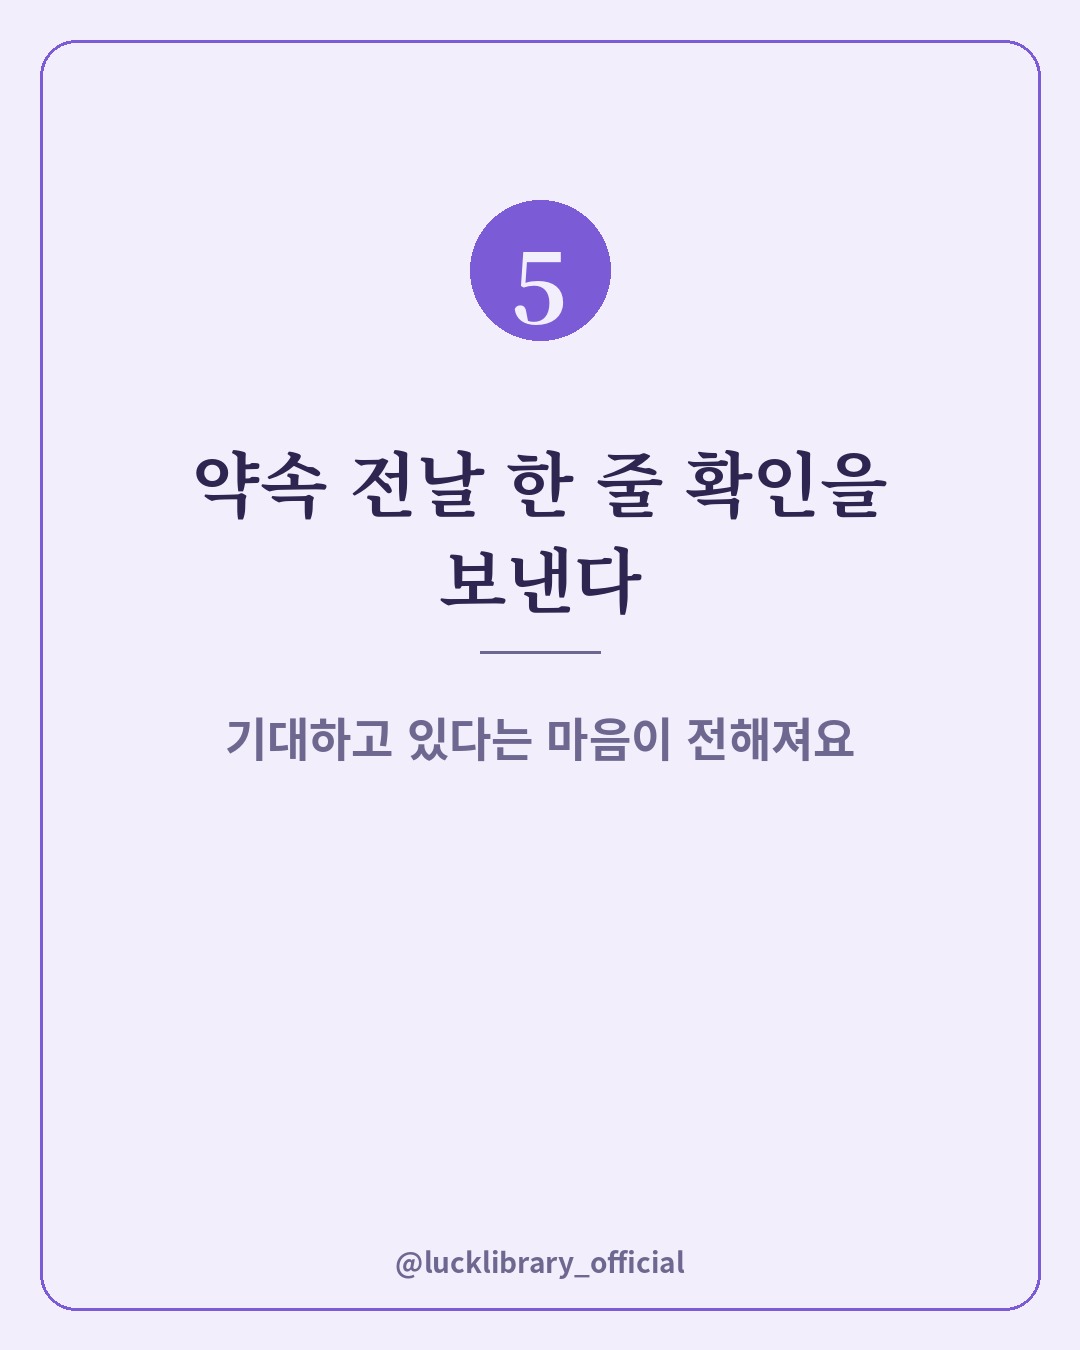 5
약속 전날 한 줄 확인을
보낸다
기대하고 있다는 마음이 전해져요
@lucklibrary_official